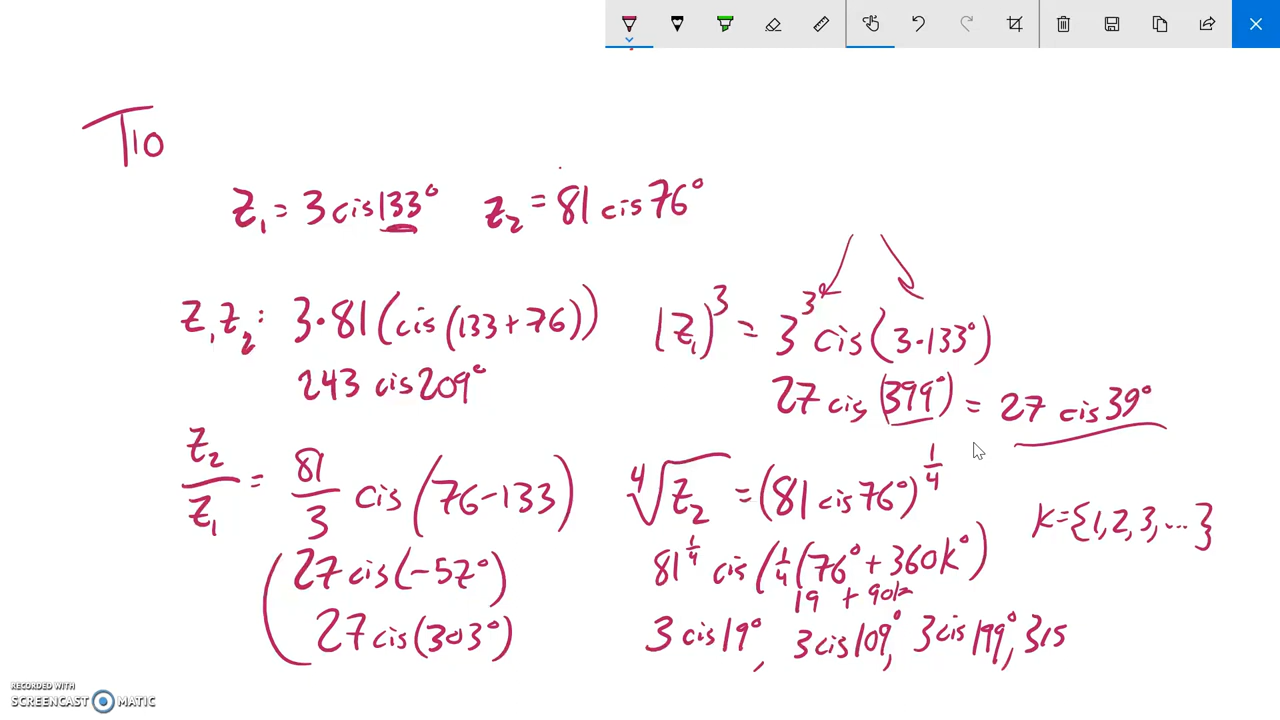 T10
z₁ = 3 cis 133° z₂ = 81 cis 76°
z₁z₂: 3·81(cis(133+76))
243 cis 209°
z₂/z₁ = 81/3 cis(76-133)
27 cis(-57°)
27 cis(303°)
(z₁)³ = 3³ cis(3·133°)
27 cis(399°) = 27 cis 39°
⁴√z₂ = (81 cis 76°)^1/4
81^1/4 cis(1/4(76° + 360k°)
19 + 90k
3 cis 19°, 3 cis 109°, 3 cis 199°, 3 is
k = {1, 2, 3, ...}
RECORDED WITH
SCREENCAST MATIC